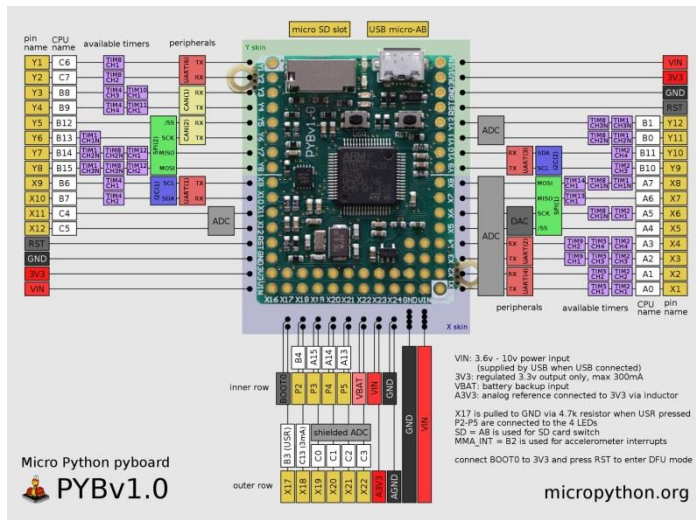 micro SD slot
USB micro-AB
pin name
CPU name
available timers
peripherals
Y skin
Y1 C6 TIM8 CH1 UART(6) TX
Y2 C7 TIM8 CH2 RX
Y3 B8 TIM4 CH3 TIM10 CH1 CAN(1) RX
Y4 B9 TIM4 CH4 TIM11 CH1 TX
Y5 B12 /SS SPI(2) CAN(2) RX
Y6 B13 TIM1 CH1N SCK TX
Y7 B14 TIM1 CH2N TIM8 CH2N TIM12 CH1 MISO
Y8 B15 TIM1 CH3N TIM8 CH3N TIM12 CH2 MOSI
X9 B6 TIM4 CH1 SCL I2C(1) TX UART(1)
X10 B7 TIM4 CH2 SDA RX
X11 C4 ADC
X12 C5
RST
GND
3V3
VIN
PYBv1.0
VIN
3V3
GND
RST
ADC TIM8 CH3N TIM3 CH4 B1 Y12
TIM8 CH2N TIM3 CH3 B0 Y11
RX UART(3) SDA I2C(2) TIM2 CH4 B11 Y10
TX SCL TIM2 CH3 B10 Y9
ADC MOSI SPI(1) TIM14 CH1 A7 X8
MISO TIM13 CH1 A6 X7
DAC SCK A5 X6
/SS A4 X5
RX UART(2) TIM9 CH2 TIM5 CH4 TIM2 CH4 A3 X4
TX TIM9 CH1 TIM5 CH3 TIM2 CH3 A2 X3
RX UART(4) TIM5 CH2 TIM2 CH2 A1 X2
TX TIM5 CH1 TIM2 CH1 A0 X1
peripherals
available timers
CPU name
pin name
X17 X18 X19 X20 X21 X22 X23 X24 GND VIN
X skin
B4 A15 A14 A13
inner row
BOOT0 P2 P3 P4 P5 VBAT VIN GND
GND
VIN
shielded ADC
B3 (USR) C13 (3mA) C0 C1 C2 C3
outer row
X17 X18 X19 X20 X21 X22 A3V3 AGND
VIN: 3.6v - 10v power input
(supplied by USB when USB connected)
3V3: regulated 3.3v output only, max 300mA
VBAT: battery backup input
A3V3: analog reference connected to 3V3 via inductor
X17 is pulled to GND via 4.7k resistor when USR pressed
P2-P5 are connected to the 4 LEDs
SD = A8 is used for SD card switch
MMA_INT = B2 is used for accelerometer interrupts
connect BOOT0 to 3V3 and press RST to enter DFU mode
Micro Python pyboard
PYBv1.0
micropython.org